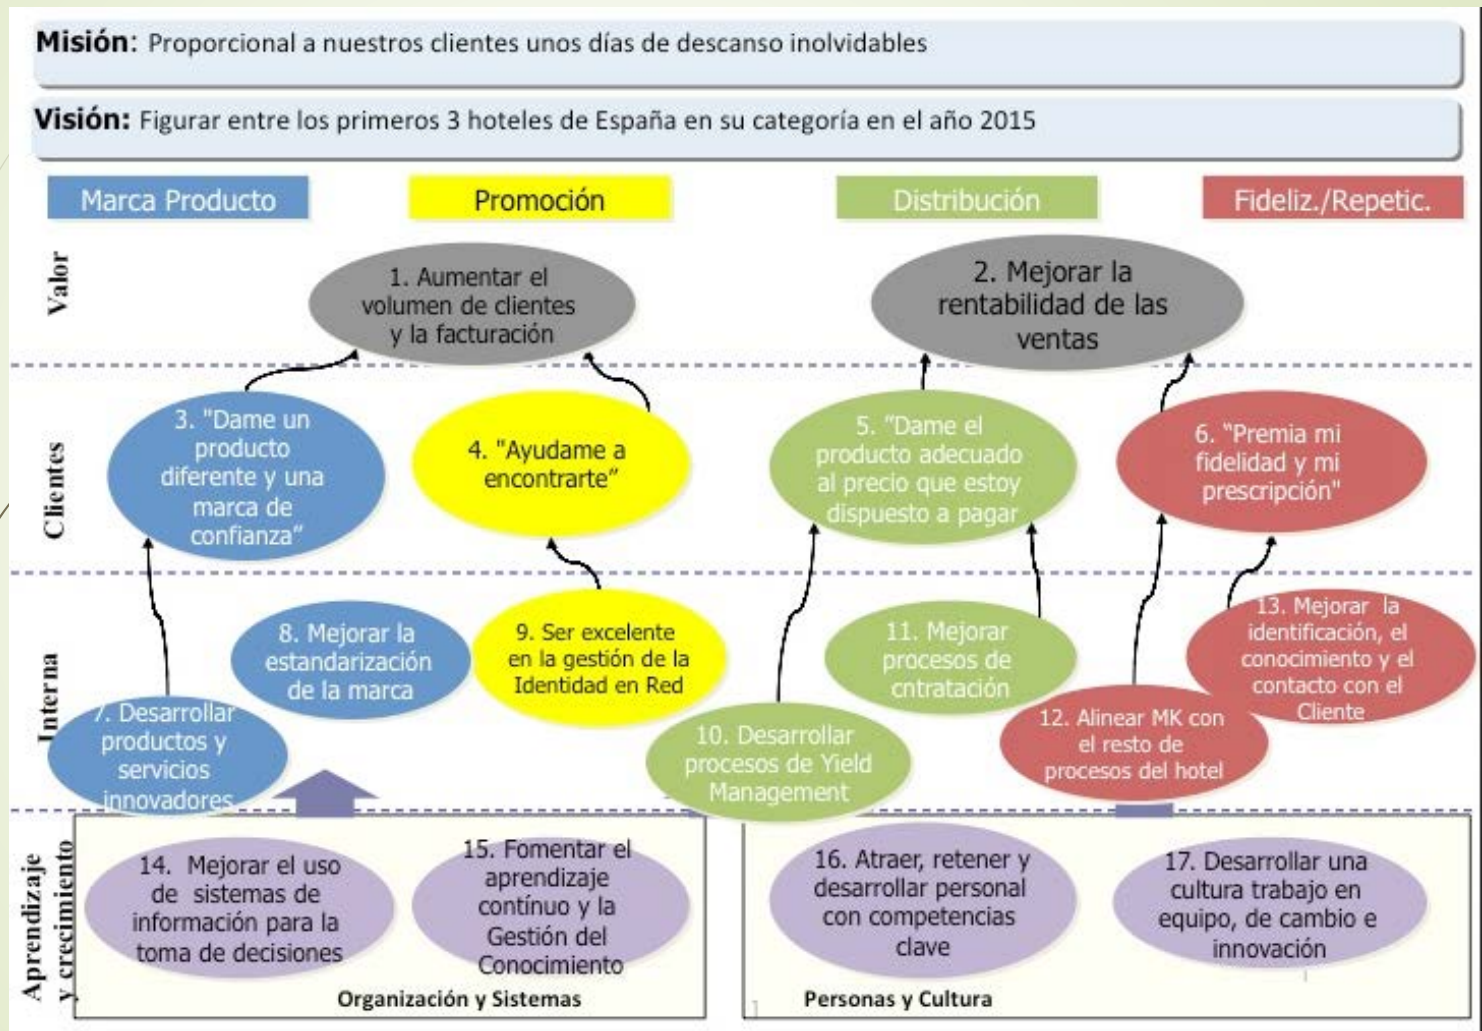 Misión: Proporcional a nuestros clientes unos días de descanso inolvidables
Visión: Figurar entre los primeros 3 hoteles de España en su categoría en el año 2015
Marca Producto
Promoción
Distribución
Fideliz./Repetic.
Valor
1. Aumentar el
volumen de clientes
y la facturación
2. Mejorar la
rentabilidad de las
ventas
Clientes
3. "Dame un
producto
diferente y una
marca de
confianza”
4. "Ayudame a
encontrarte”
5. ”Dame el
producto adecuado
al precio que estoy
dispuesto a pagar
6. “Premia mi
fidelidad y mi
prescripción"
Interna
7. Desarrollar
productos y
servicios
innovadores
8. Mejorar la
estandarización
de la marca
9. Ser excelente
en la gestión de la
Identidad en Red
10. Desarrollar
procesos de Yield
Management
11. Mejorar
procesos de
cntratación
12. Alinear MK con
el resto de
procesos del hotel
13. Mejorar la
identificación, el
conocimiento y el
contacto con el
Cliente
Aprendizaje
y crecimiento
14. Mejorar el uso
de sistemas de
información para la
toma de decisiones
15. Fomentar el
aprendizaje
contínuo y la
Gestión del
Conocimiento
Organización y Sistemas
16. Atraer, retener y
desarrollar personal
con competencias
clave
17. Desarrollar una
cultura trabajo en
equipo, de cambio e
innovación
Personas y Cultura